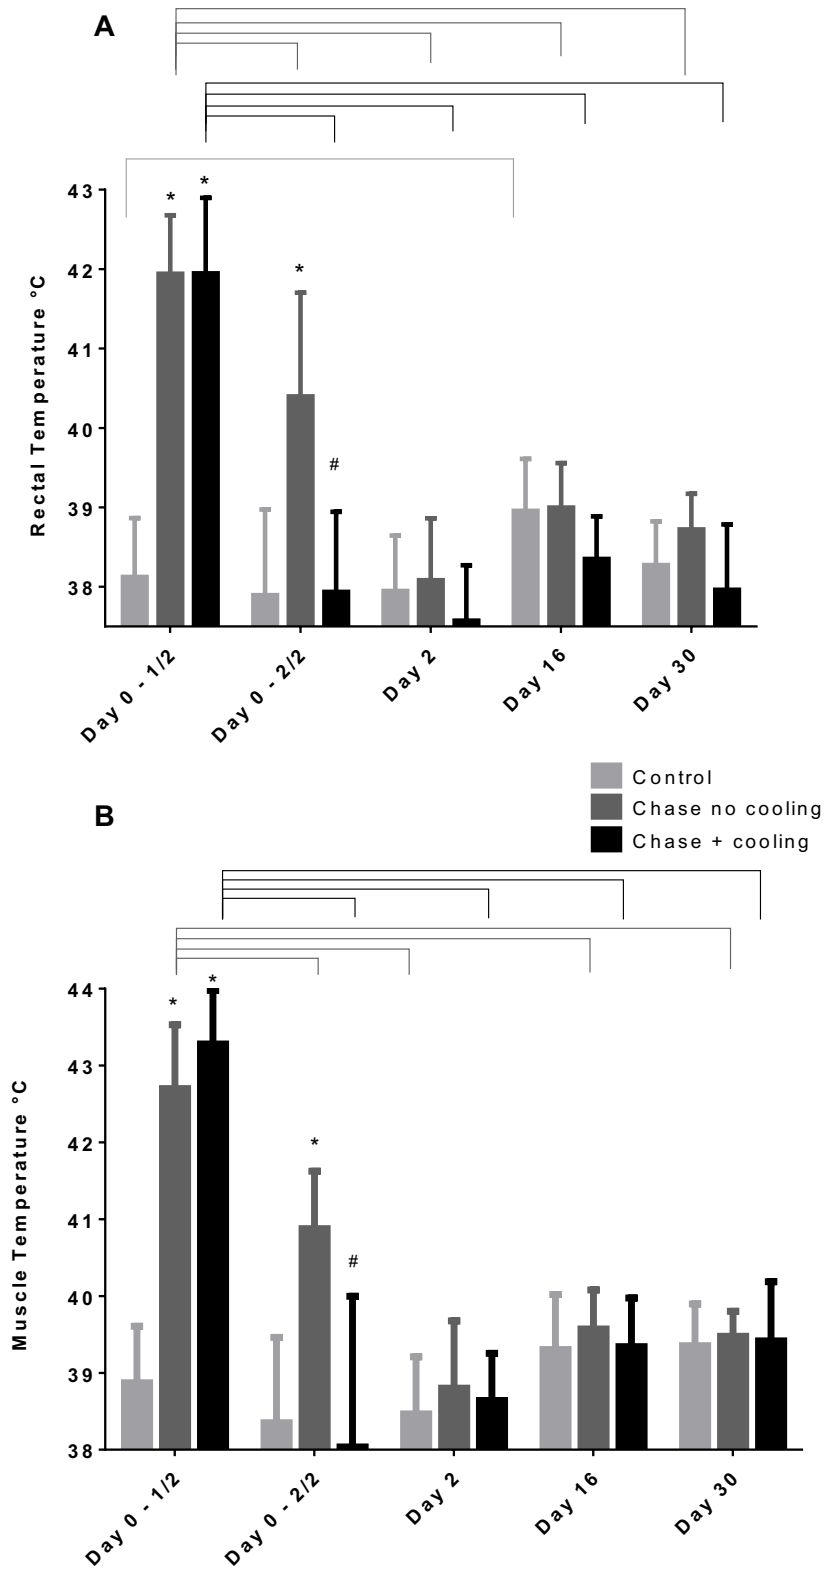 A
* *
* #
43
42
41
40
39
38
Rectal Temperature °C
Day 0 - 1/2
Day 0 - 2/2
Day 2
Day 16
Day 30
Control
Chase no cooling
Chase + cooling
B
* *
* #
44
43
42
41
40
39
38
Muscle Temperature °C
Day 0 - 1/2
Day 0 - 2/2
Day 2
Day 16
Day 30